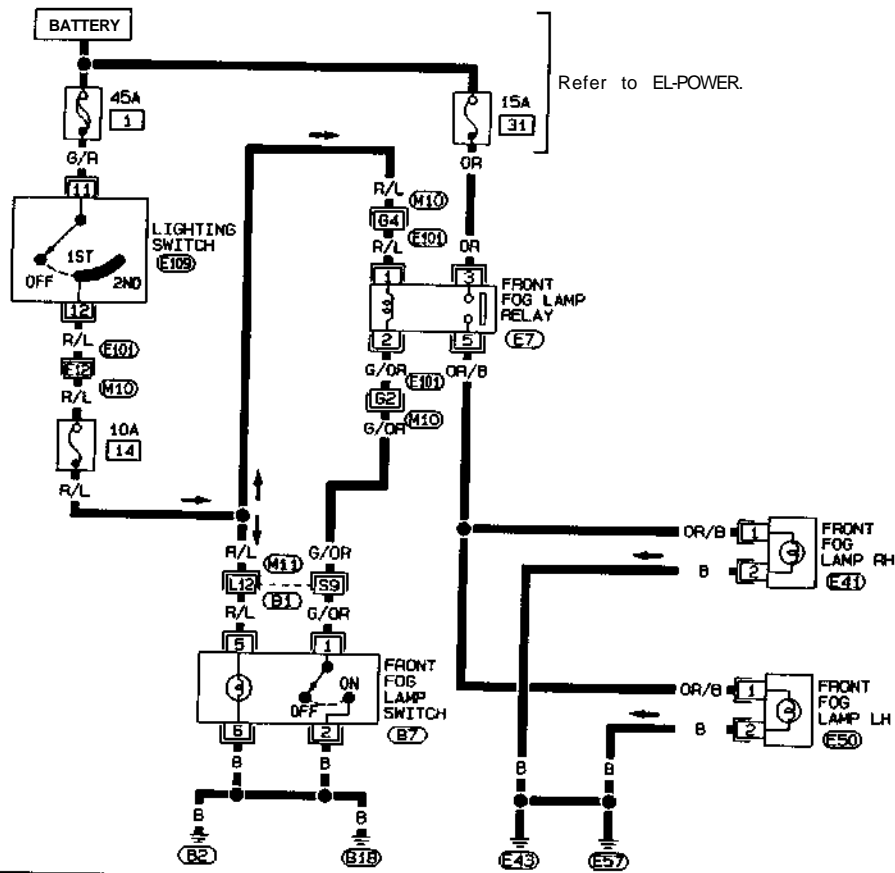 BATTERY
Refer to EL-POWER.
45A
1
15A
31
G/R
OR
11
R/L
M10
LIGHTING
SWITCH
E109
OFF
1ST
2ND
G4
E101
R/L
OR
12
1
3
FRONT
FOG LAMP
RELAY
E7
R/L
E101
E12
M10
R/L
2
5
G/OR
E101
OR/B
G2
M10
G/OR
10A
14
R/L
OR/B
1
FRONT
FOG
LAMP RH
E41
B
2
R/L
M11
G/OR
L12
S9
B1
R/L
G/OR
5
1
FRONT
FOG
LAMP
SWITCH
B7
OFF
ON
6
2
OR/B
1
FRONT
FOG
LAMP LH
E50
B
2
B
B
B
B
B
B
B2
B18
E43
E57